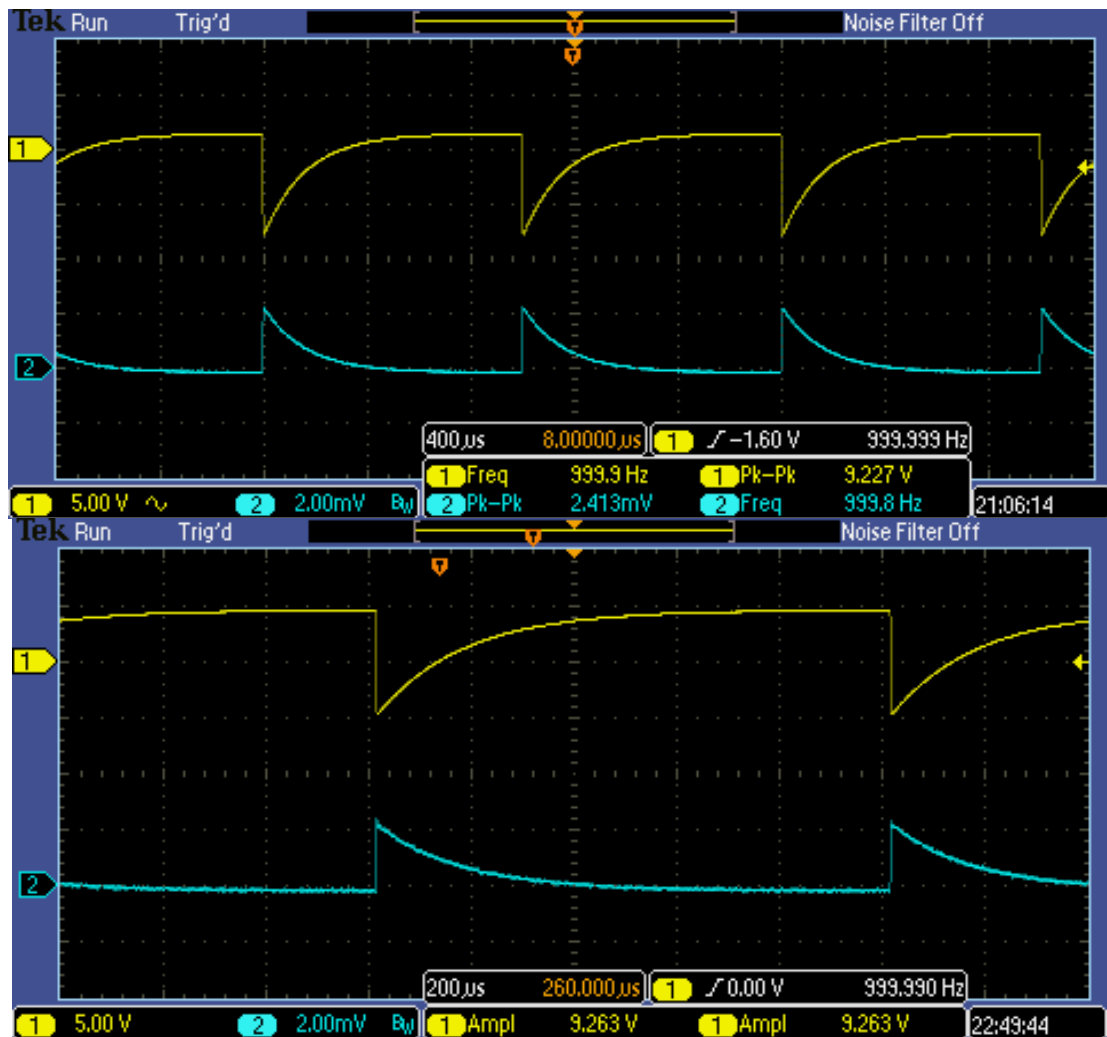 Tek Run Trig'd Noise Filter Off
T
T
1
2
400µs 8.00000µs 1 ∫ −1.60 V 999.999 Hz
1 Freq 999.9 Hz 1 Pk−Pk 9.227 V
1 5.00 V ∿ 2 2.00mV BW 2 Pk−Pk 2.413mV 2 Freq 999.8 Hz 21:06:14
Tek Run Trig'd Noise Filter Off
T
T
1
2
200µs 260.000µs 1 ∫ 0.00 V 999.990 Hz
1 5.00 V 2 2.00mV BW 1 Ampl 9.263 V 1 Ampl 9.263 V 22:49:44